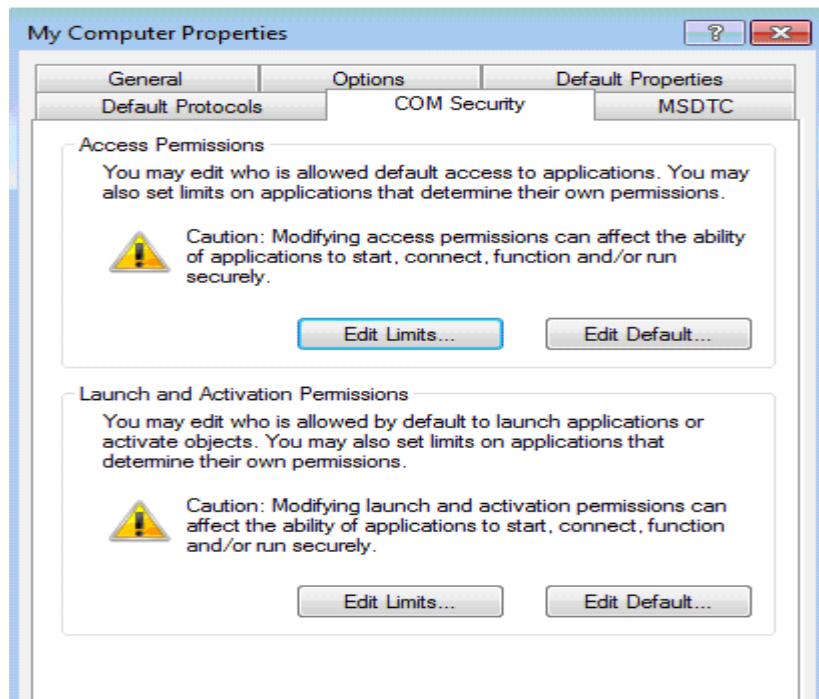 My Computer Properties
?
General Options Default Properties
Default Protocols COM Security MSDTC
Access Permissions
You may edit who is allowed default access to applications. You may
also set limits on applications that determine their own permissions.
Caution: Modifying access permissions can affect the ability
of applications to start, connect, function and/or run
securely.
Edit Limits... Edit Default...
Launch and Activation Permissions
You may edit who is allowed by default to launch applications or
activate objects. You may also set limits on applications that
determine their own permissions.
Caution: Modifying launch and activation permissions can
affect the ability of applications to start, connect, function
and/or run securely.
Edit Limits... Edit Default...